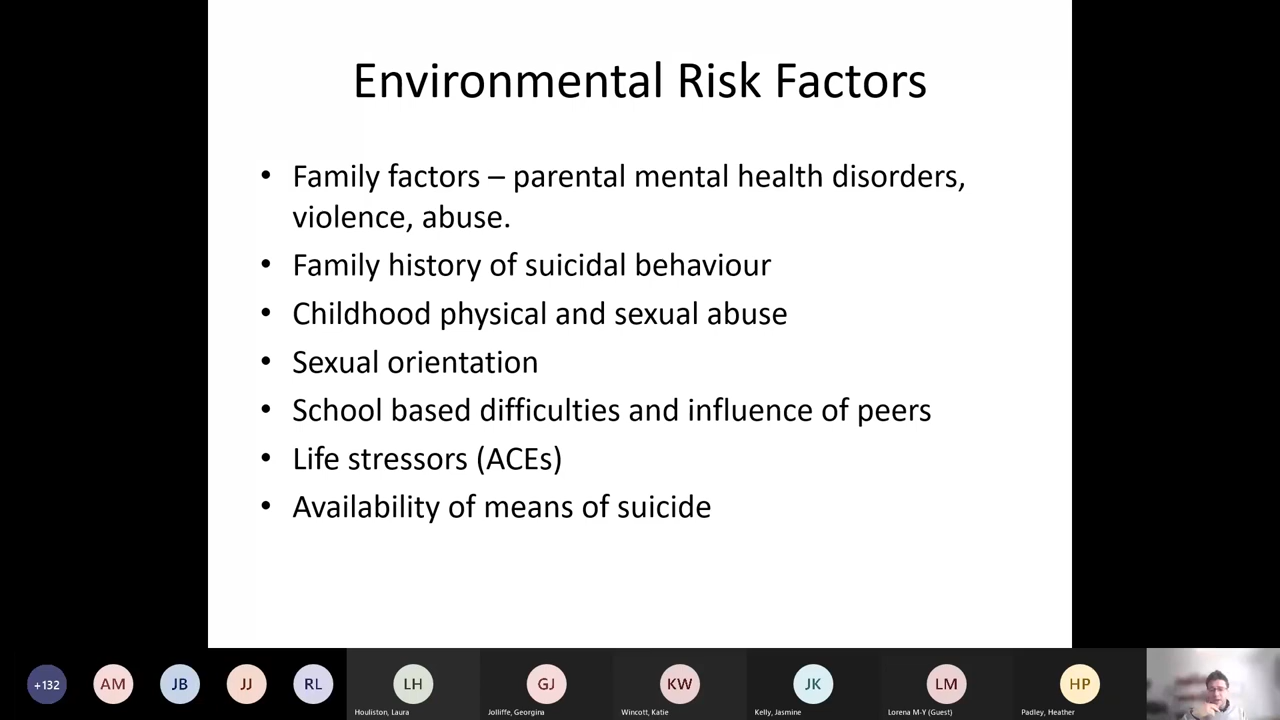 Environmental Risk Factors
• Family factors – parental mental health disorders,
violence, abuse.
• Family history of suicidal behaviour
• Childhood physical and sexual abuse
• Sexual orientation
• School based difficulties and influence of peers
• Life stressors (ACEs)
• Availability of means of suicide
+132 AM JB JJ RL LH GJ KW JK LM HP
Houliston, Laura Jolliffe, Georgina Wincott, Katie Kelly, Jasmine Lorena M-Y (Guest) Padley, Heather